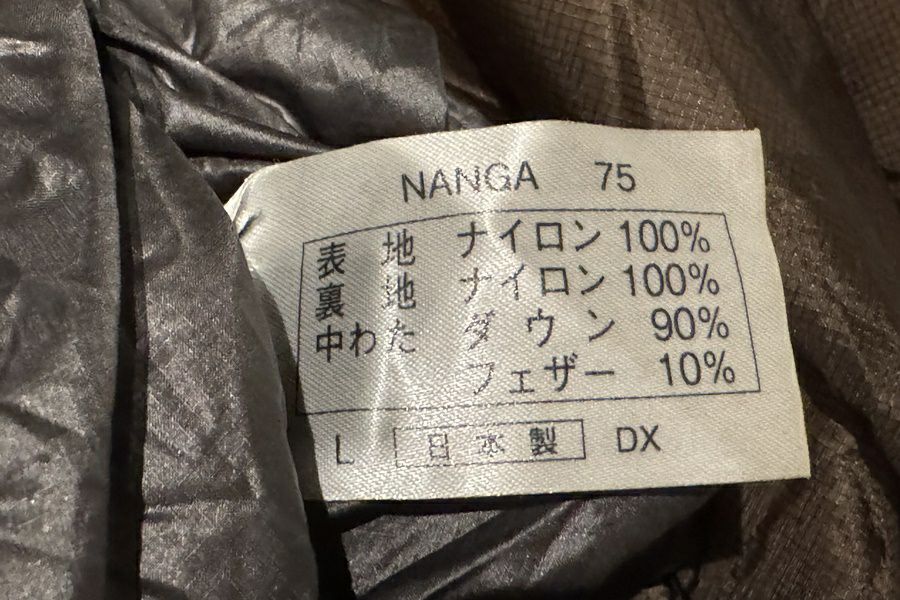 NANGA 75
表地 ナイロン 100%
裏地 ナイロン 100%
中わた ダウン 90%
フェザー 10%
L 日本製 DX